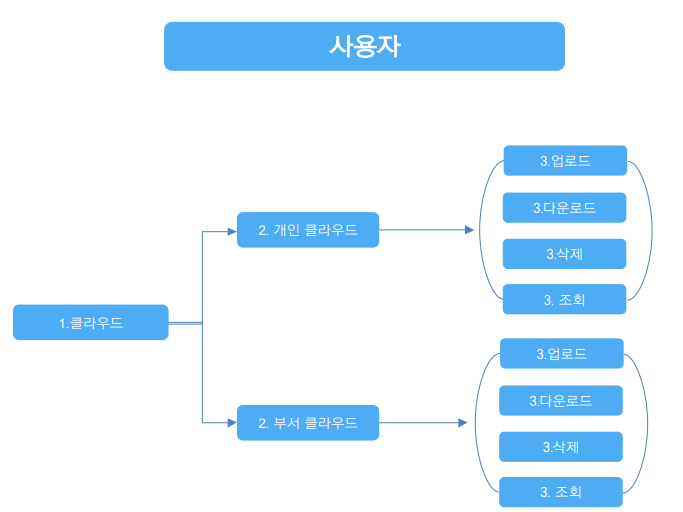 사용자
1.클라우드
2. 개인 클라우드
3.업로드
3.다운로드
3.삭제
3. 조회
2. 부서 클라우드
3.업로드
3.다운로드
3.삭제
3. 조회